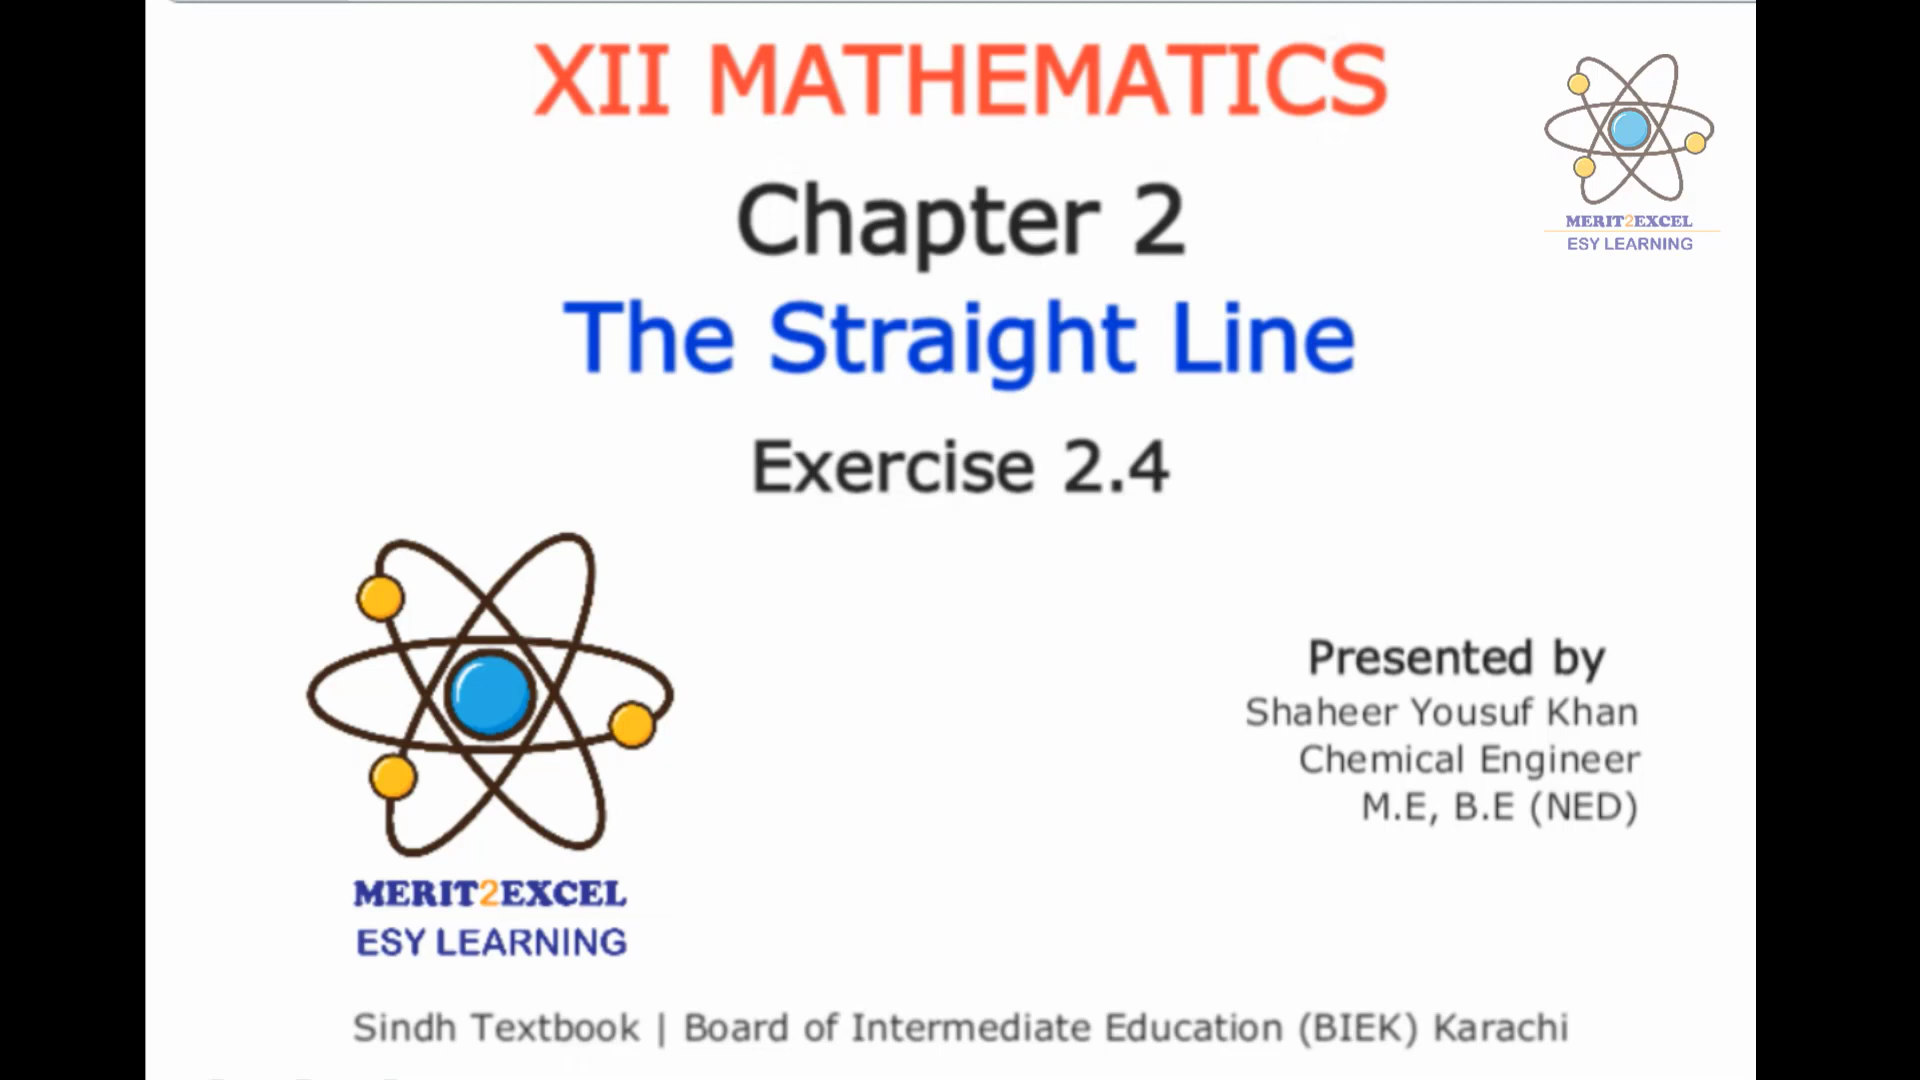 XII MATHEMATICS
MERIT2EXCEL
ESY LEARNING
Chapter 2
The Straight Line
Exercise 2.4
Presented by
Shaheer Yousuf Khan
Chemical Engineer
M.E, B.E (NED)
MERIT2EXCEL
ESY LEARNING
Sindh Textbook | Board of Intermediate Education (BIEK) Karachi